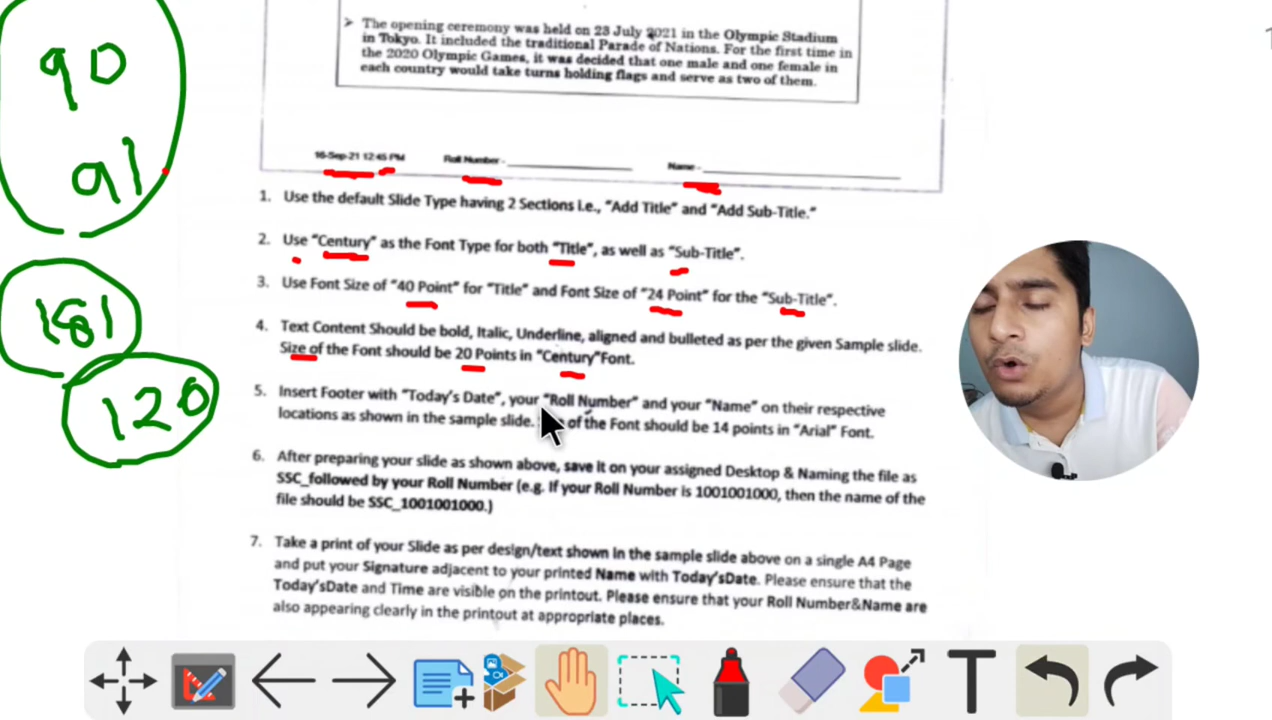 90
91
181
120
➢ The opening ceremony was held on 23 July 2021 in the Olympic Stadium
in Tokyo. It included the traditional Parade of Nations. For the first time in
the 2020 Olympic Games, it was decided that one male and one female in
each country would take turns holding flags and serve as two of them.
16-Sep-21 12:45 PM Roll Number - Name -
1. Use the default Slide Type having 2 Sections i.e., "Add Title" and "Add Sub-Title."
2. Use "Century" as the Font Type for both "Title", as well as "Sub-Title".
3. Use Font Size of "40 Point" for "Title" and Font Size of "24 Point" for the "Sub-Title".
4. Text Content Should be bold, Italic, Underline, aligned and bulleted as per the given Sample slide.
Size of the Font should be 20 Points in "Century"Font.
5. Insert Footer with "Today's Date", your "Roll Number" and your "Name" on their respective
locations as shown in the sample slide. of the Font should be 14 points in "Arial" Font.
6. After preparing your slide as shown above, save it on your assigned Desktop & Naming the file as
SSC_followed by your Roll Number (e.g. If your Roll Number is 1001001000, then the name of the
file should be SSC_1001001000.)
7. Take a print of your Slide as per design/text shown in the sample slide above on a single A4 Page
and put your Signature adjacent to your printed Name with Today'sDate. Please ensure that the
Today'sDate and Time are visible on the printout. Please ensure that your Roll Number&Name are
also appearing clearly in the printout at appropriate places.